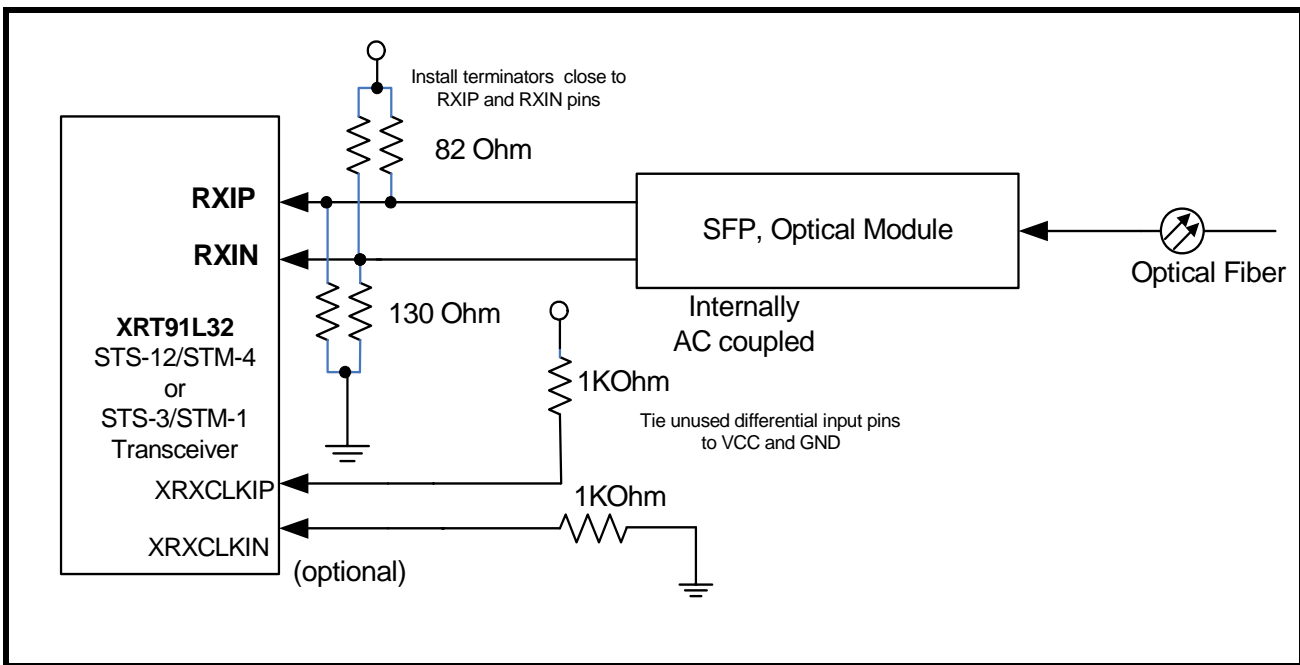 Install terminators close to
RXIP and RXIN pins
82 Ohm
RXIP
SFP, Optical Module
RXIN
Optical Fiber
130 Ohm
Internally
AC coupled
XRT91L32
STS-12/STM-4
or
STS-3/STM-1
Transceiver
1KOhm
Tie unused differential input pins
to VCC and GND
XRXCLKIP
1KOhm
XRXCLKIN
(optional)